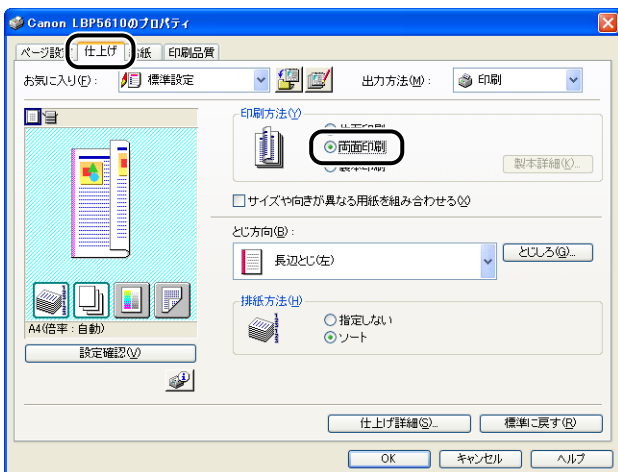 Canon LBP5610のプロパティ
ページ設 仕上げ 給紙 印刷品質
お気に入り(F): 標準設定 出力方法(M): 印刷
印刷方法(Y)
両面印刷
製本詳細(K)...
サイズや向きが異なる用紙を組み合わせる(X)
とじ方向(B):
長辺とじ(左) とじしろ(G)...
排紙方法(H)
指定しない
ソート
A4(倍率：自動)
設定確認(V)
仕上げ詳細(S)... 標準に戻す(R)
OK キャンセル ヘルプ